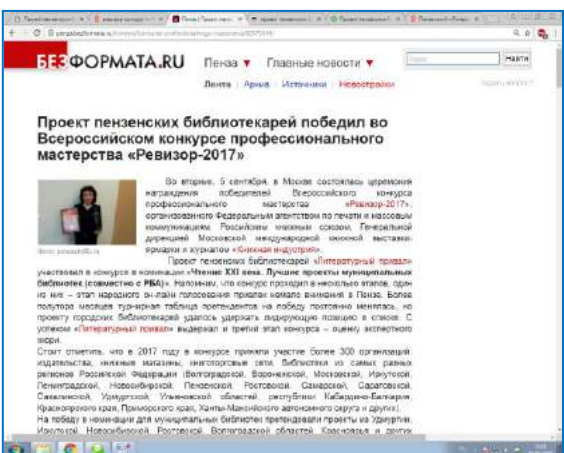 БЕЗФОРМАТА.RU
Пенза ▼ Главные новости ▼
Найти
Лента Архив Источники Новостройки
Проект пензенских библиотекарей победил во
Всероссийском конкурсе профессионального
мастерства «Ревизор-2017»
Во вторник, 5 сентября, в Москве состоялась церемония
награждения победителей Всероссийского конкурса
профессионального мастерства «Ревизор-2017»,
организованного Федеральным агентством по печати и массовым
коммуникациям, Российским книжным союзом, Генеральной
дирекцией Московской международной книжной выставки-
ярмарки и журналом «Книжная индустрия».
Проект пензенских библиотекарей «Литературный привал»
участвовал в конкурсе в номинации «Чтение XXI века. Лучшие проекты муниципальных
библиотек (совместно с РБА)». Напомним, что конкурс проходил в несколько этапов, один
из них – этап народного он-лайн голосования привлек немало внимания в Пензе. Более
полутора месяцев турнирная таблица претендентов на победу постоянно менялась, но
проекту городских библиотекарей удалось удержать лидирующую позицию в списке. С
успехом «Литературный привал» выдержал и третий этап конкурса – оценку экспертного
жюри.
Стоит отметить, что в 2017 году в конкурсе приняли участие более 300 организаций:
издательства, книжные магазины, книготорговые сети, библиотеки из самых разных
регионов Российской Федерации (Волгоградской, Воронежской, Московской, Иркутской,
Ленинградской, Новосибирской, Пензенской, Ростовской, Самарской, Саратовской,
Сахалинской, Удмуртской, Ульяновской областей, республики Кабардино-Балкария,
Красноярского края, Приморского края, Ханты-Мансийского автономного округа и других).
На победу в номинации для муниципальных библиотек претендовали проекты из Удмуртии,
Иркутской, Новосибирской, Ростовской, Волгоградской областей, Красноярска и других